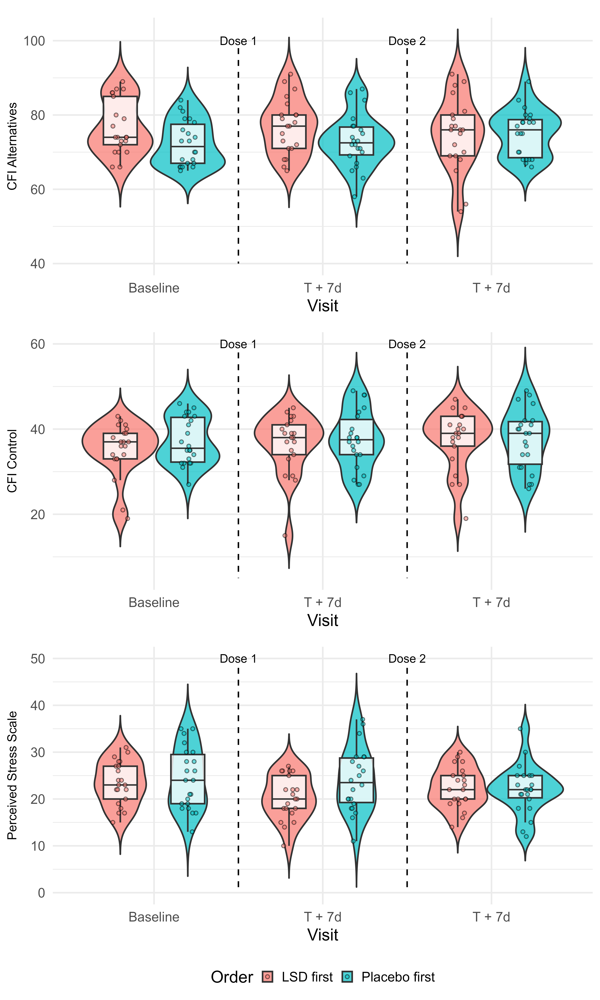 CFI Alternatives
100
80
60
40
Dose 1
Dose 2
Baseline
T + 7d
T + 7d
Visit
CFI Control
60
40
20
Dose 1
Dose 2
Baseline
T + 7d
T + 7d
Visit
Perceived Stress Scale
50
40
30
20
10
0
Dose 1
Dose 2
Baseline
T + 7d
T + 7d
Visit
Order LSD first Placebo first